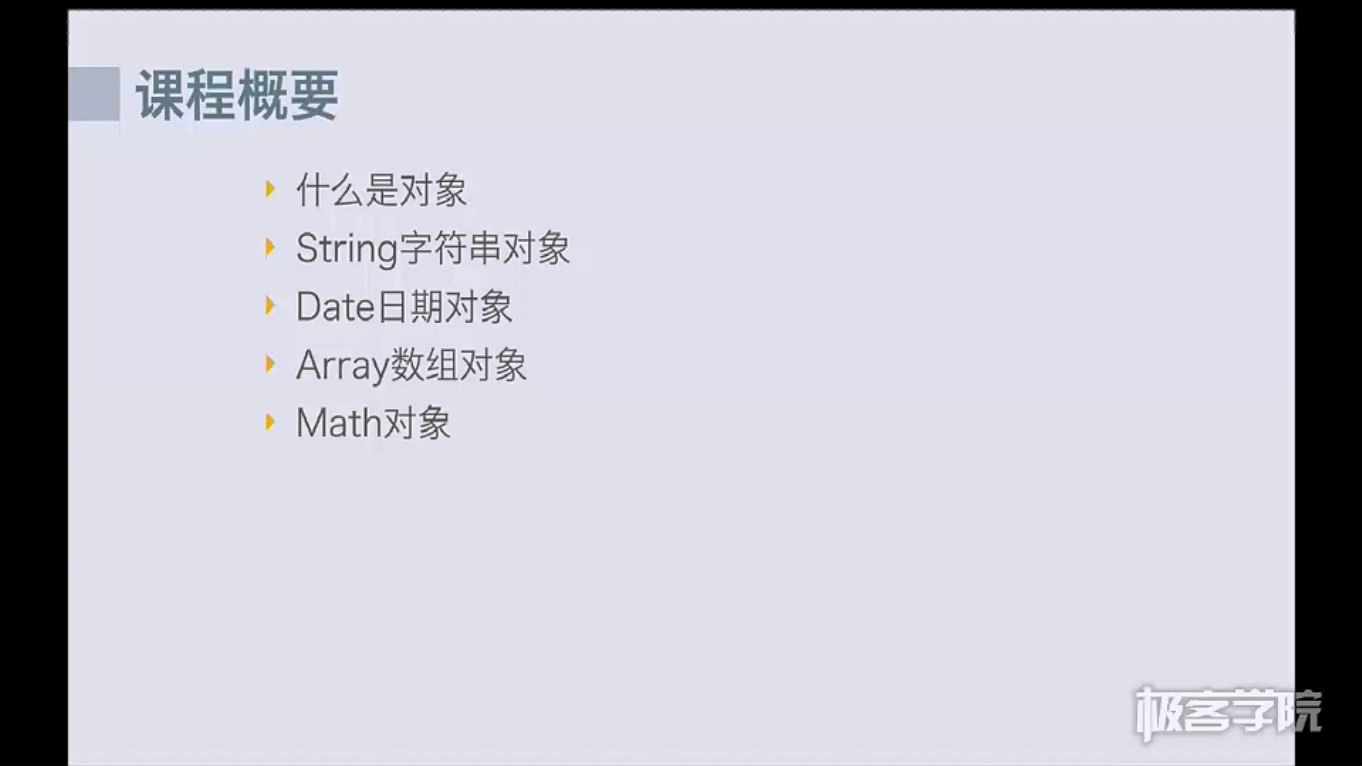 课程概要
什么是对象
String字符串对象
Date日期对象
Array数组对象
Math对象
极客学院